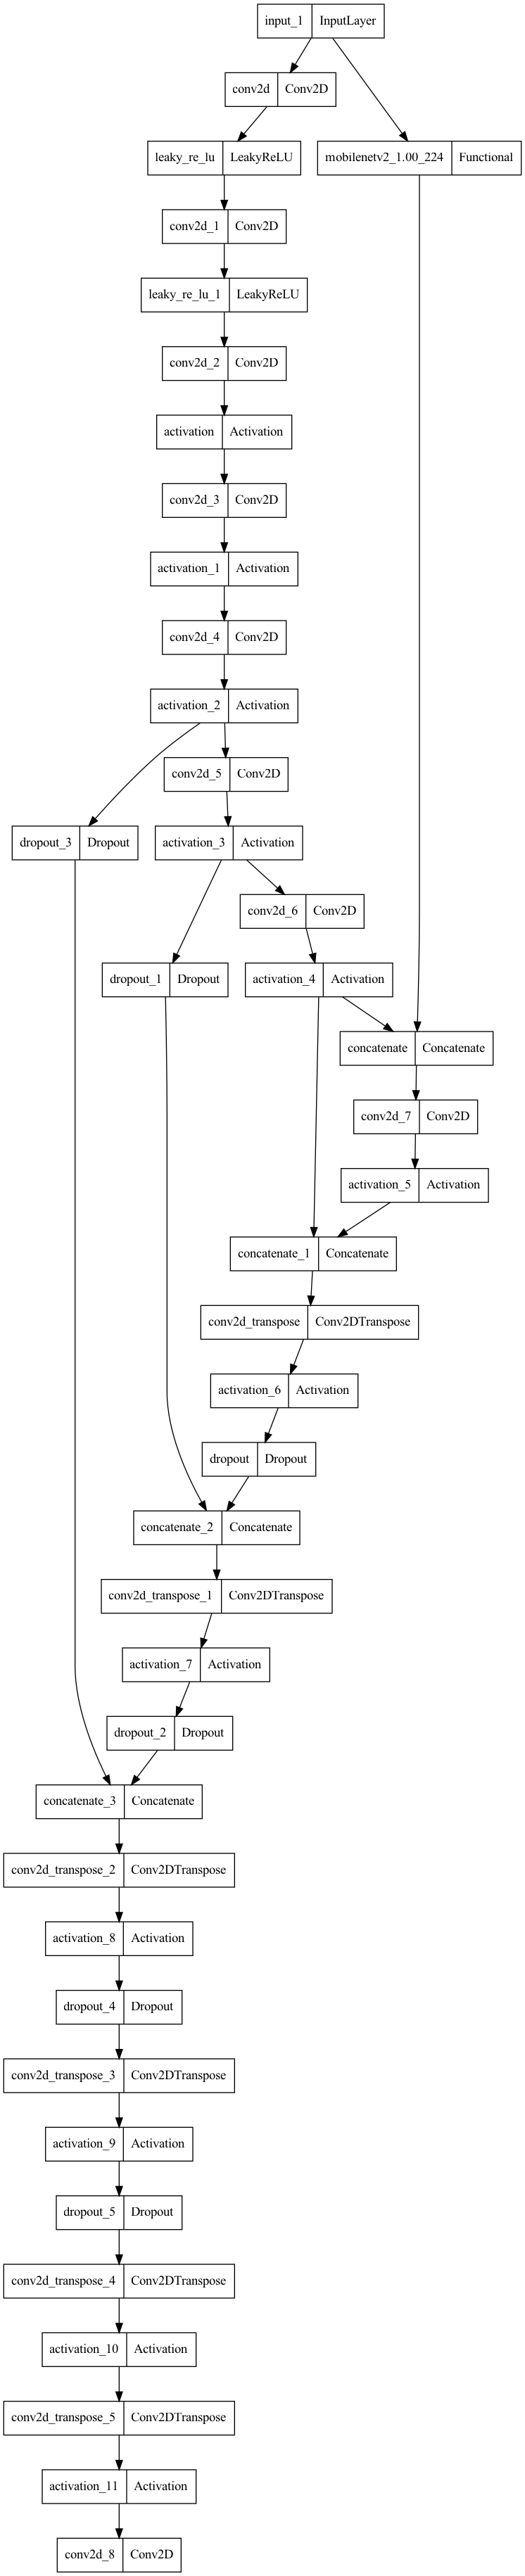 input_1 InputLayer
conv2d Conv2D
leaky_re_lu LeakyReLU
mobilenetv2_1.00_224 Functional
conv2d_1 Conv2D
leaky_re_lu_1 LeakyReLU
conv2d_2 Conv2D
activation Activation
conv2d_3 Conv2D
activation_1 Activation
conv2d_4 Conv2D
activation_2 Activation
conv2d_5 Conv2D
dropout_3 Dropout
activation_3 Activation
conv2d_6 Conv2D
dropout_1 Dropout
activation_4 Activation
concatenate Concatenate
conv2d_7 Conv2D
activation_5 Activation
concatenate_1 Concatenate
conv2d_transpose Conv2DTranspose
activation_6 Activation
dropout Dropout
concatenate_2 Concatenate
conv2d_transpose_1 Conv2DTranspose
activation_7 Activation
dropout_2 Dropout
concatenate_3 Concatenate
conv2d_transpose_2 Conv2DTranspose
activation_8 Activation
dropout_4 Dropout
conv2d_transpose_3 Conv2DTranspose
activation_9 Activation
dropout_5 Dropout
conv2d_transpose_4 Conv2DTranspose
activation_10 Activation
conv2d_transpose_5 Conv2DTranspose
activation_11 Activation
conv2d_8 Conv2D